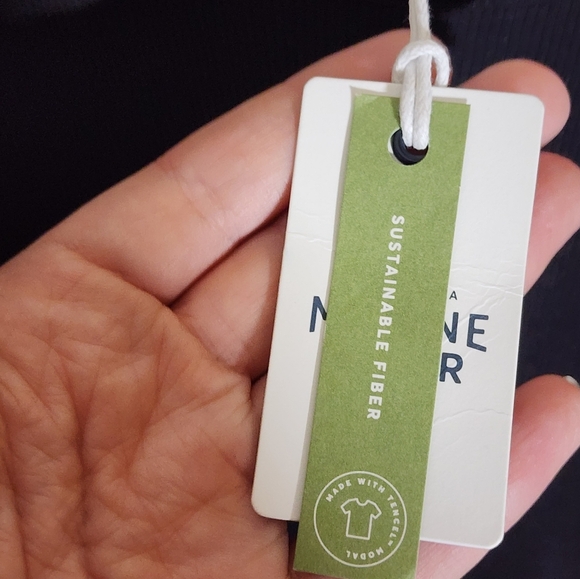 SUSTAINABLE FIBER
A
MADE WITH TENCEL™ MODAL